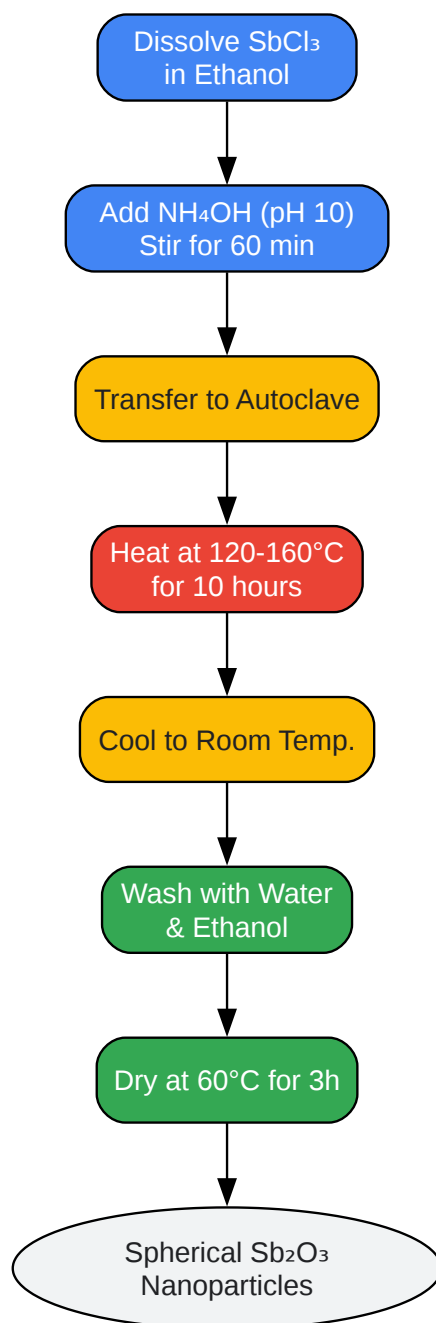 Dissolve SbCl₃
in Ethanol
Add NH₄OH (pH 10)
Stir for 60 min
Transfer to Autoclave
Heat at 120-160°C
for 10 hours
Cool to Room Temp.
Wash with Water
& Ethanol
Dry at 60°C for 3h
Spherical Sb₂O₃
Nanoparticles